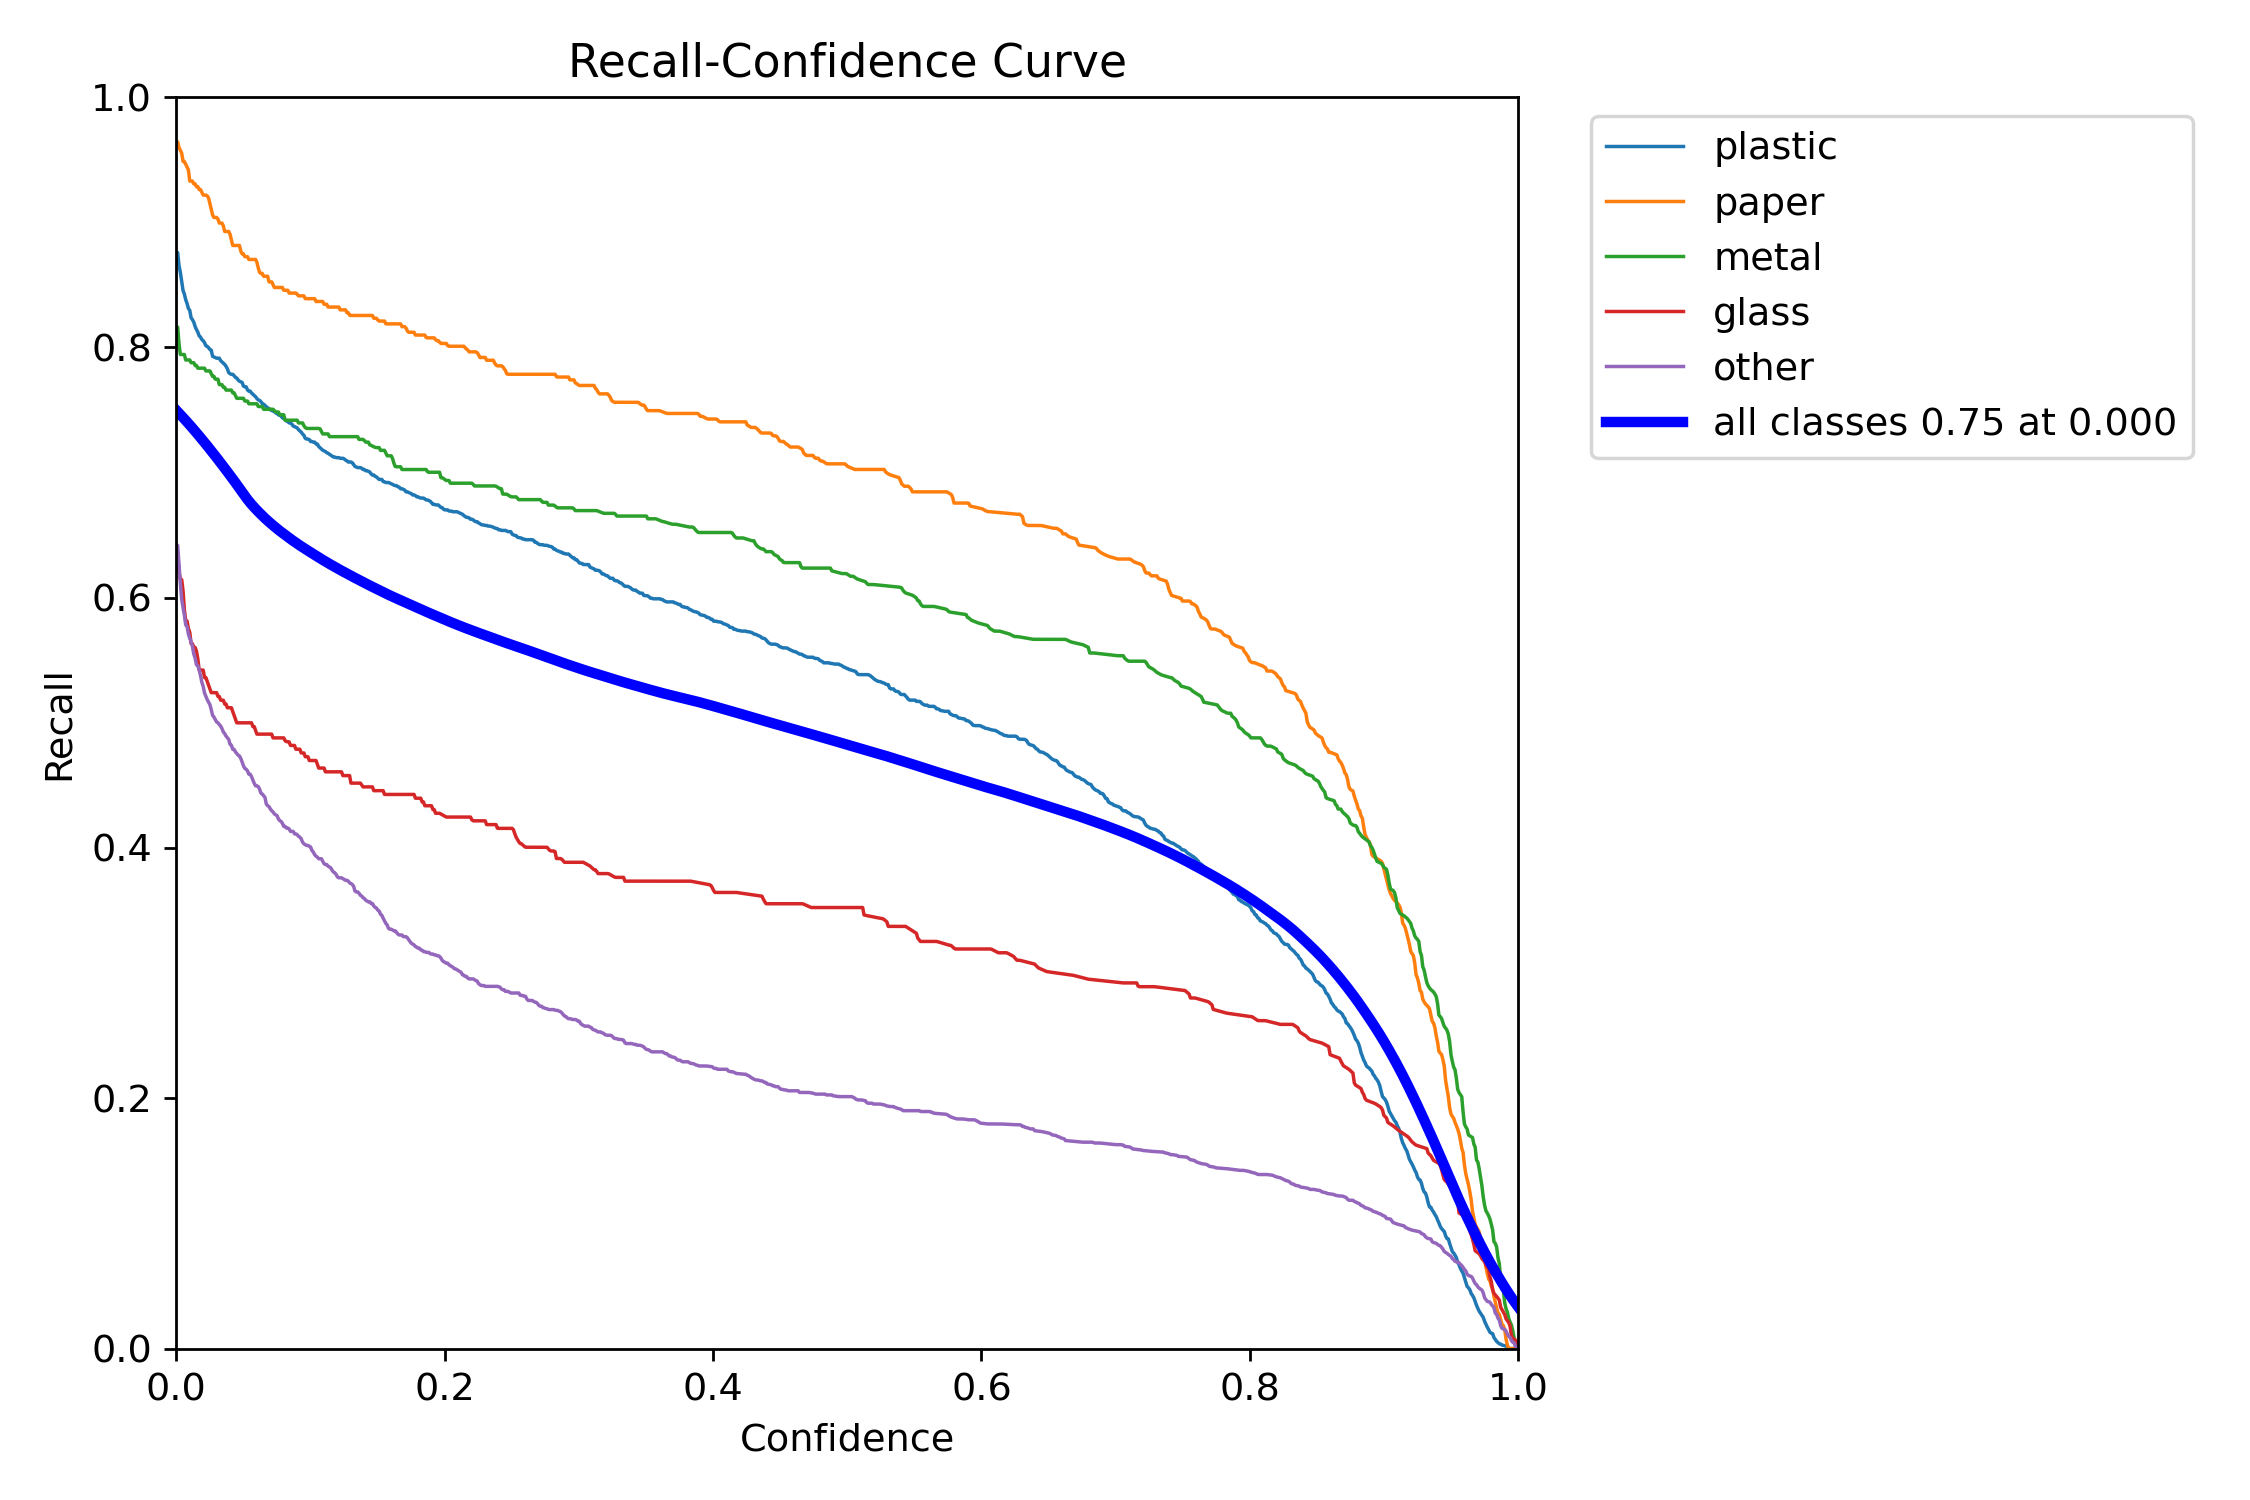 Recall-Confidence Curve
1.0
0.8
0.6
0.4
0.2
0.0
Recall
0.0 0.2 0.4 0.6 0.8 1.0
Confidence
plastic
paper
metal
glass
other
all classes 0.75 at 0.000